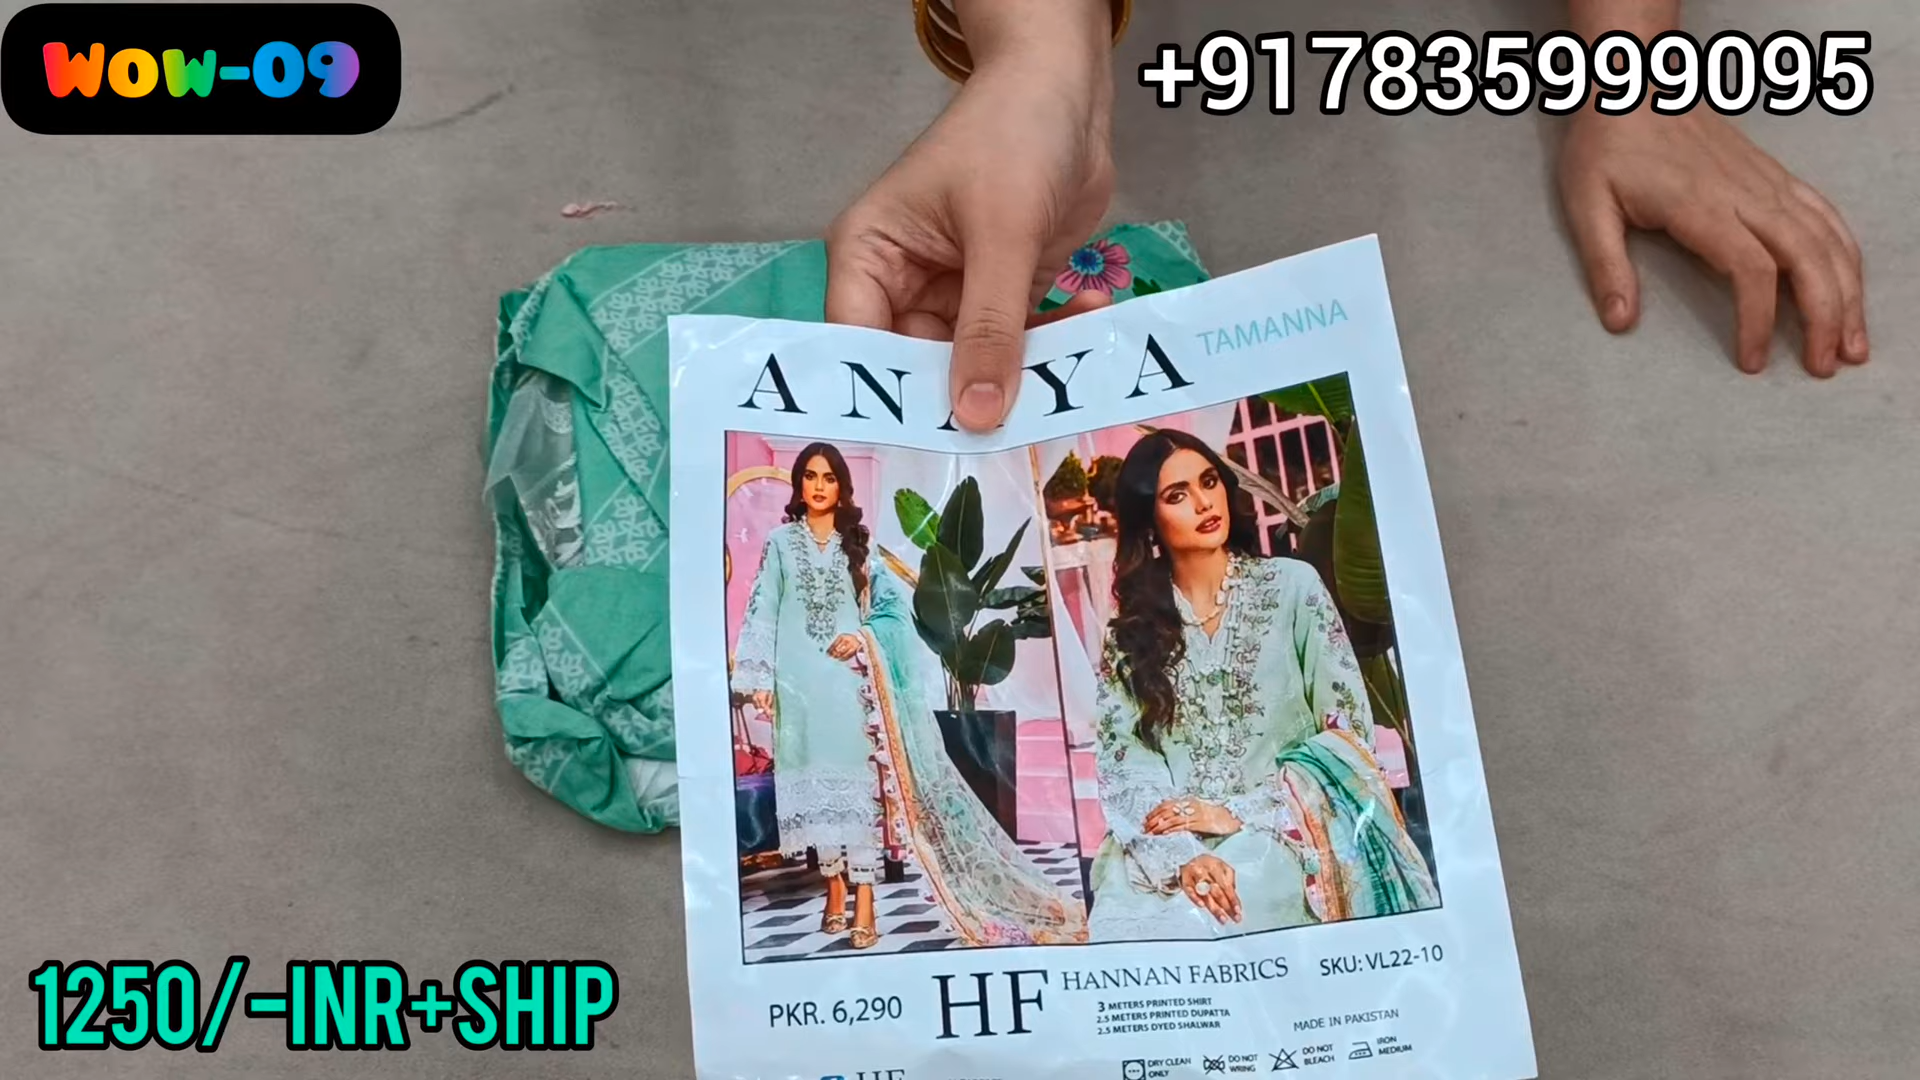 WOW-09
+917835999095
ANAYA
TAMANNA
PKR. 6,290
HF HANNAN FABRICS
SKU: VL22-10
3 METERS PRINTED SHIRT
2.5 METERS PRINTED DUPATTA
2.5 METERS DYED SHALWAR
MADE IN PAKISTAN
DRY CLEAN
ONLY
DO NOT
WRING
DO NOT
BLEACH
IRON
MEDIUM
HF
1250/-INR+SHIP